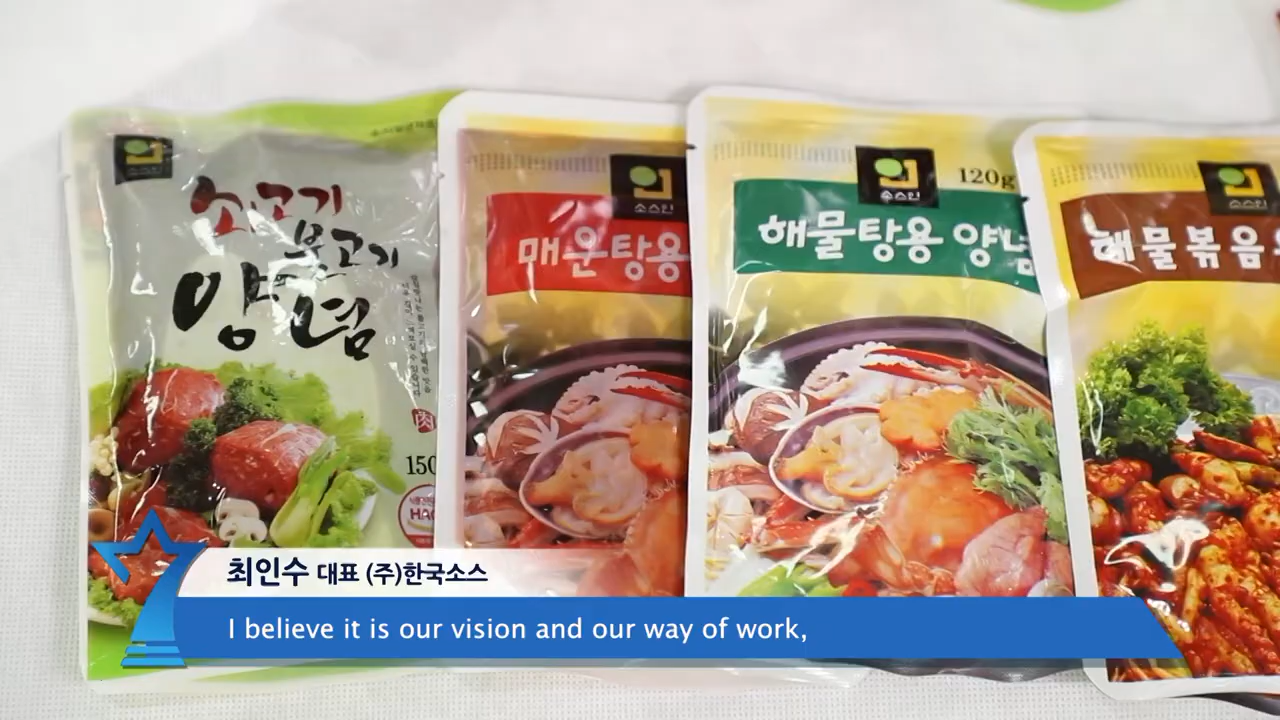 소고기
불고기
양념
150
HAC
소스인
매운탕용
소스인
120g
해물탕용 양념
소스인
해물볶음
최인수 대표 (주)한국소스
I believe it is our vision and our way of work,